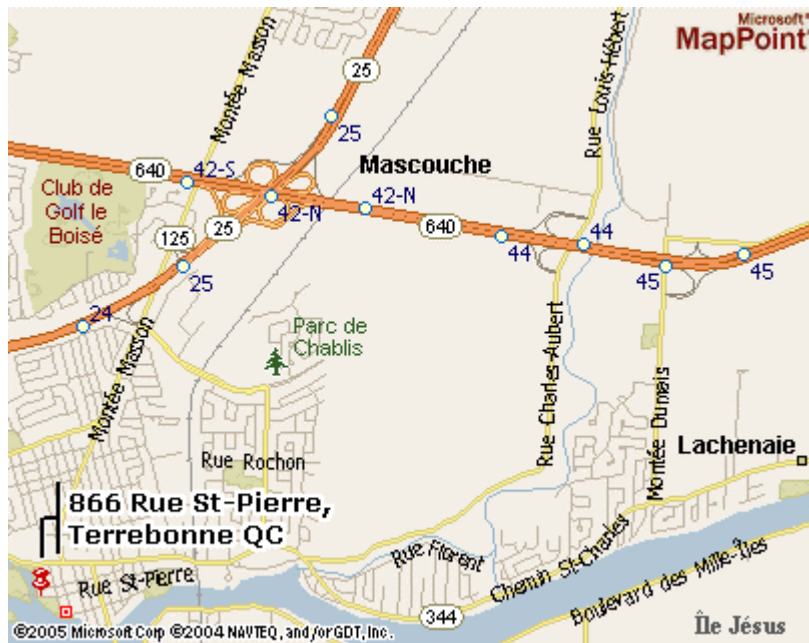 Microsoft®
MapPoint®
25
Montée Masson
Rue Louis-Hébert
25
640
42-S
Mascouche
Club de
Golf le
Boisé
42-N
42-N
25
640
44
44
125
25
45
45
24
Parc de
Chablis
Montée Masson
Rue Charles-Aubert
Montée Dumais
Lachenaie
Rue Rochon
866 Rue St-Pierre,
Terrebonne QC
Rue Florent
Chemin St-Charles
Rue St-Pierre
Boulevard des Mille-Îles
344
Île Jésus
©2005 Microsoft Corp ©2004 NAVTEQ, and/or GDT, Inc.